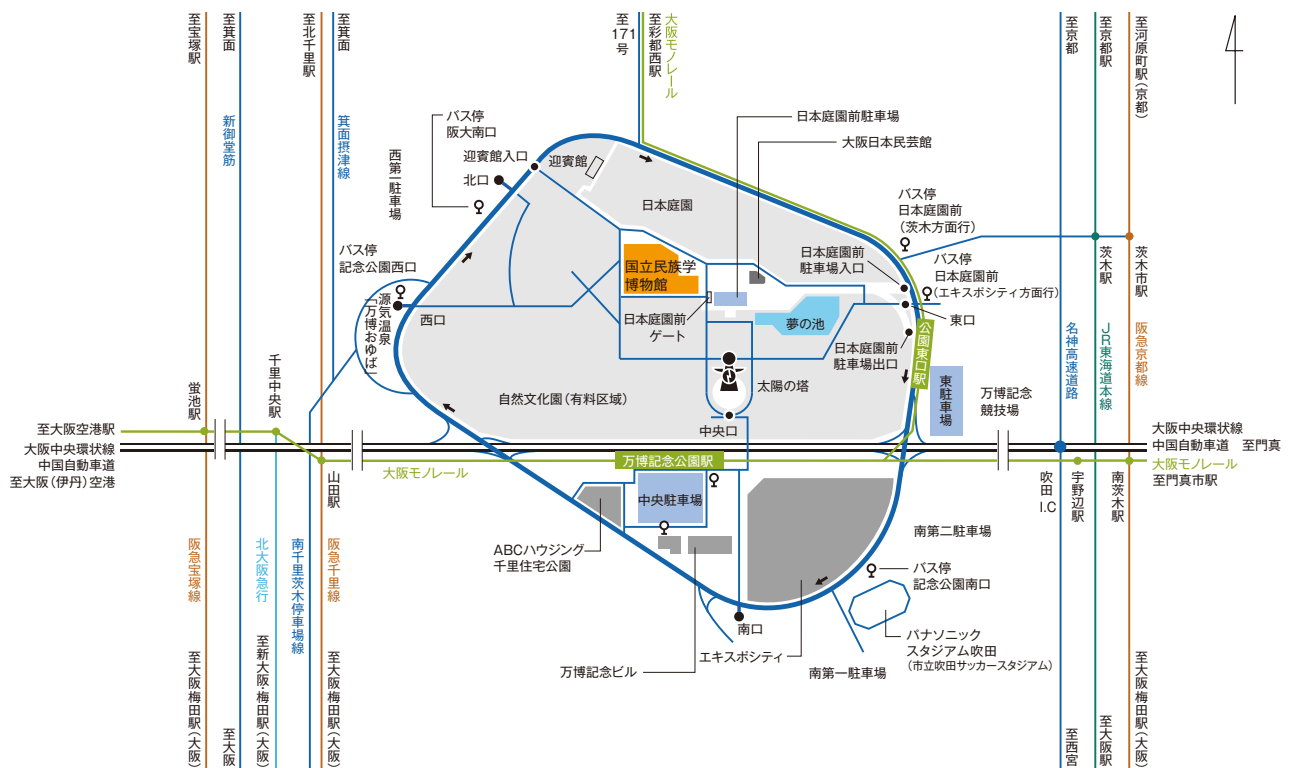 至宝塚駅
至箕面
至北千里駅
至箕面
至
171
号
至彩都西駅
大阪モノレール
至京都
至京都駅
至河原町駅(京都)
新御堂筋
箕面摂津線
西第一駐車場
バス停
阪大南口
迎賓館入口
北口
迎賓館
日本庭園
日本庭園前駐車場
大阪日本民芸館
バス停
日本庭園前
(茨木方面行)
日本庭園前
駐車場入口
バス停
日本庭園前
(エキスポシティ方面行)
茨木駅
茨木市駅
バス停
記念公園西口
源気温泉
「万博おゆば」
西口
国立民族学
博物館
日本庭園前
ゲート
夢の池
東口
日本庭園前
駐車場出口
公園東口駅
東駐車場
太陽の塔
自然文化園(有料区域)
中央口
万博記念
競技場
名神高速道路
JR東海道本線
阪急京都線
蛍池駅
千里中央駅
至大阪空港駅
大阪中央環状線
中国自動車道
至大阪(伊丹)空港
山田駅
大阪モノレール
万博記念公園駅
大阪中央環状線
中国自動車道 至門真
大阪モノレール
至門真市駅
吹田
I.C
宇野辺駅
南茨木駅
中央駐車場
ABCハウジング
千里住宅公園
南第二駐車場
バス停
記念公園南口
パナソニック
スタジアム吹田
(市立吹田サッカースタジアム)
南口
エキスポシティ
万博記念ビル
南第一駐車場
阪急宝塚線
北大阪急行
南千里茨木停車場線
阪急千里線
至大阪梅田駅(大阪)
至大阪
至新大阪・梅田駅(大阪)
至大阪梅田駅(大阪)
至西宮
至大阪駅
至大阪梅田駅(大阪)